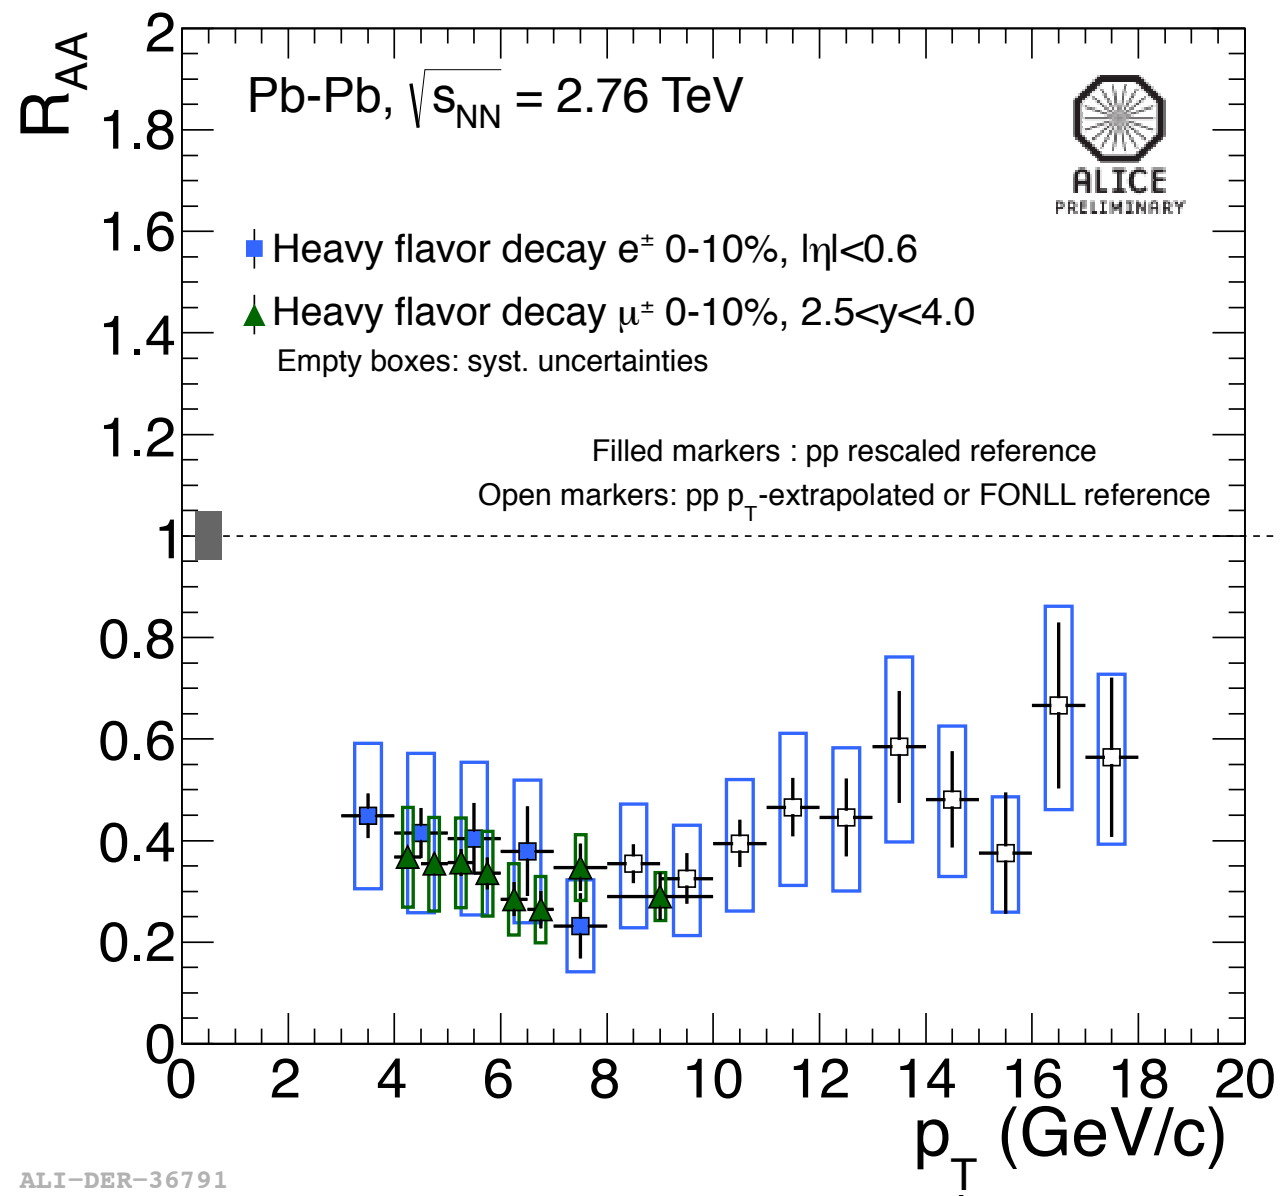 R_AA
2
1.8
1.6
1.4
1.2
1
0.8
0.6
0.4
0.2
0
Pb-Pb, √s_NN = 2.76 TeV
ALICE
PRELIMINARY
Heavy flavor decay e± 0-10%, |η|<0.6
Heavy flavor decay μ± 0-10%, 2.5<y<4.0
Empty boxes: syst. uncertainties
Filled markers : pp rescaled reference
Open markers: pp p_T-extrapolated or FONLL reference
0 2 4 6 8 10 12 14 16 18 20
p_T (GeV/c)
ALI-DER-36791